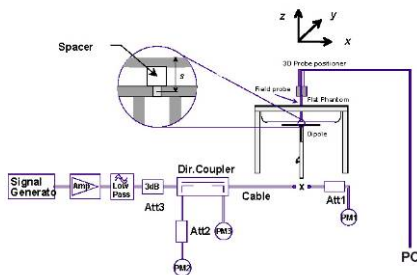 z
y
x
3D Probe positioner
Spacer
s
Field probe
Flat Phantom
Dipole
Dir.Coupler
Signal
Generato
Amp
Low
Pass
3dB
Att3
Cable
x
Att1
Att2
PM3
PM1
PM2
PC